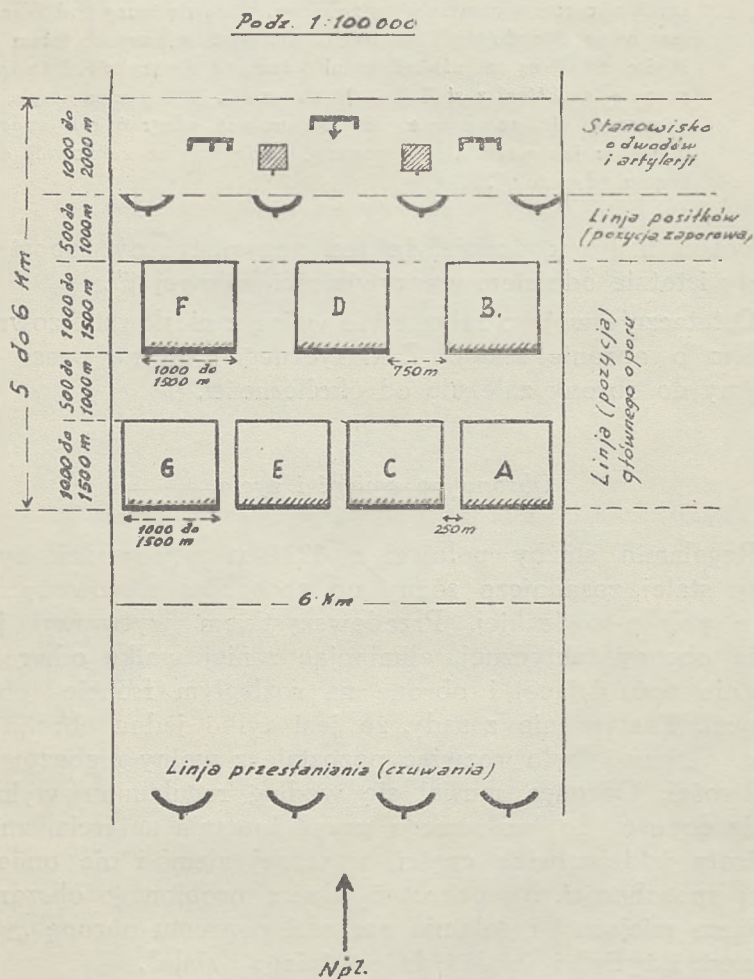 Podz. 1:100 000
5 do 6 Km
1000 do
2000 m
500 do
1000 m
1000 do
1500 m
500 do
1000 m
1000 do
1500 m
Stanowisko
odwodów
i artylerji
Linja positków
(pozycja zaporowa)
Linja (pozycja)
głównego oporu
F
D
B.
1000 do
1500 m
750 m
G
E
C
A
1000 do
1500 m
250 m
6 Km
Linja przestaniania (czuwania)
Npl.